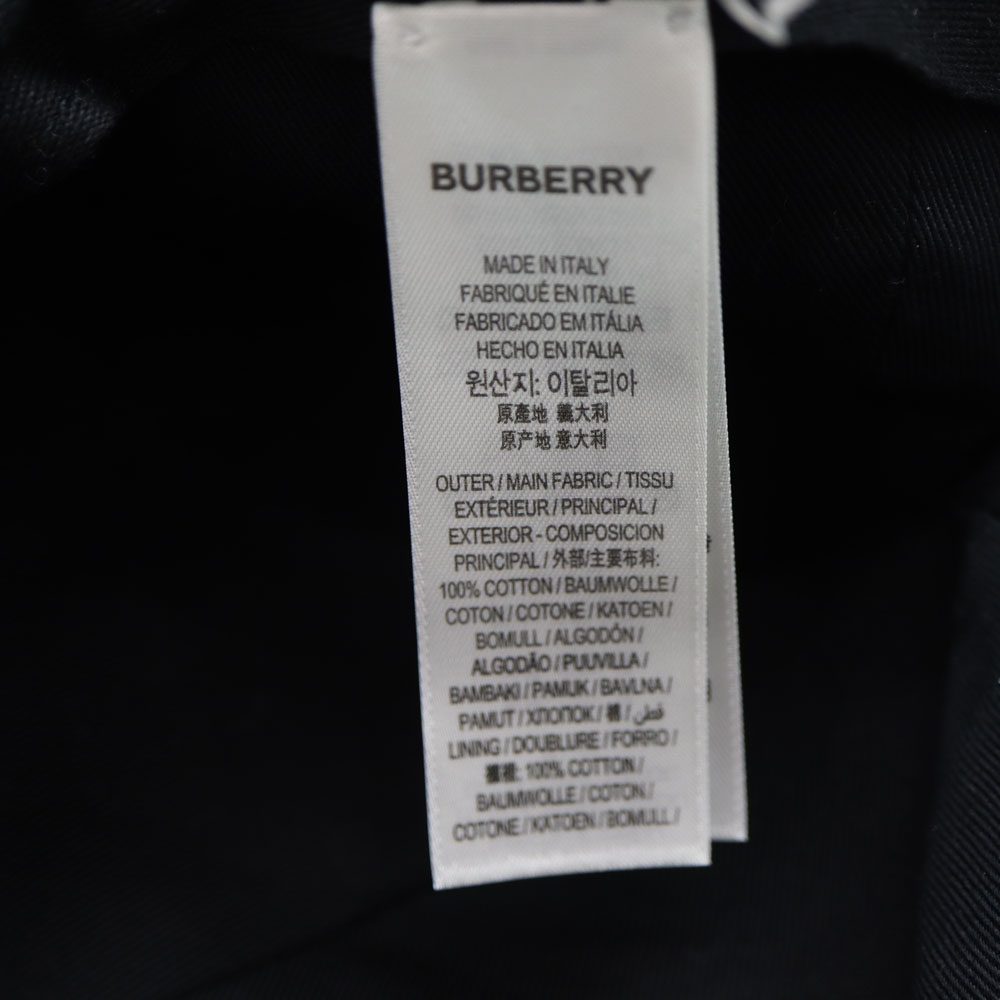 BURBERRY
MADE IN ITALY
FABRIQUÉ EN ITALIE
FABRICADO EM ITÁLIA
HECHO EN ITALIA
원산지: 이탈리아
原產地 義大利
原产地 意大利
OUTER / MAIN FABRIC / TISSU
EXTÉRIEUR / PRINCIPAL /
EXTERIOR - COMPOSICION
PRINCIPAL / 外部/主要布料:
100% COTTON / BAUMWOLLE /
COTON / COTONE / KATOEN /
BOMULL / ALGODÓN /
ALGODÃO / PUUVILLA /
BAMBAKI / PAMUK / BAVLNA /
PAMUT / ХЛОПОК / 棉 / قطن /
LINING / DOUBLURE / FORRO /
100% COTTON /
BAUMWOLLE / COTON /
COTONE / KATOEN / BOMULL /